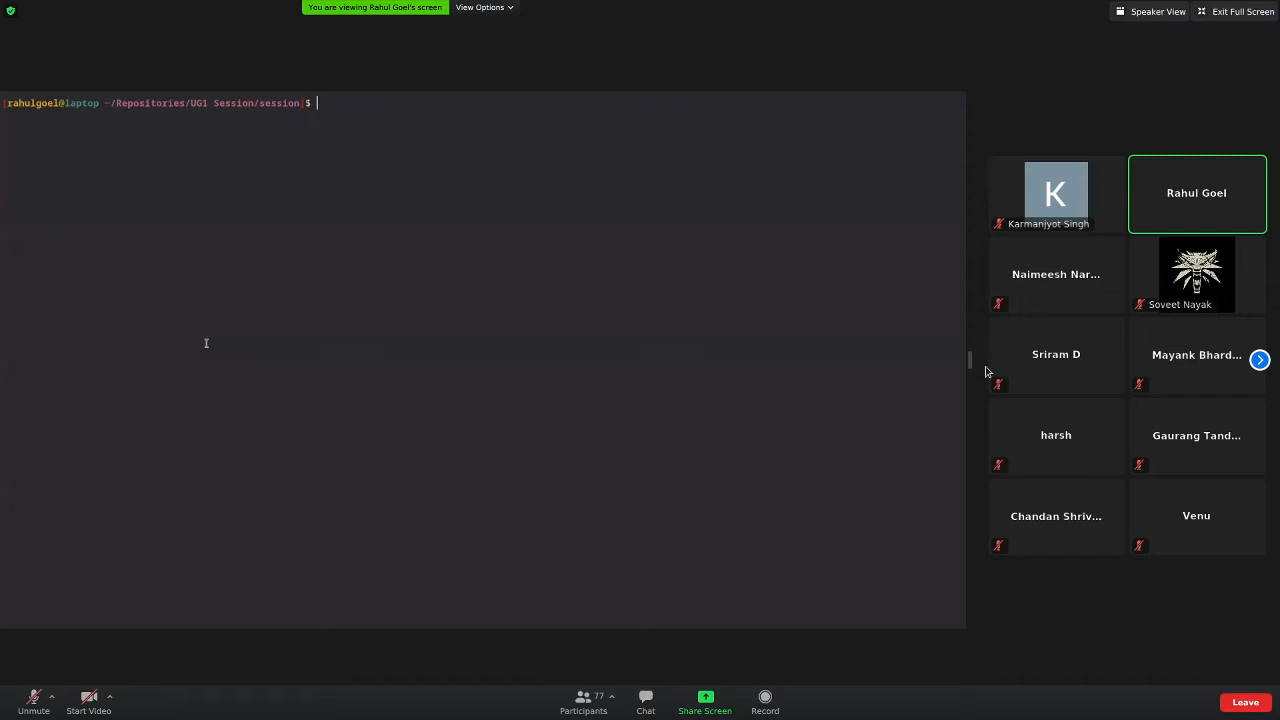 You are viewing Rahul Goel's screen View Options
Speaker View Exit Full Screen
[rahulgoel@laptop ~/Repositories/UG1 Session/session]$
K
Karmanjyot Singh
Rahul Goel
Naimeesh Nar...
Soveet Nayak
Sriram D
Mayank Bhard...
harsh
Gaurang Tand...
Chandan Shriv...
Venu
Unmute
Start Video
77
Participants
Chat
Share Screen
Record
Leave